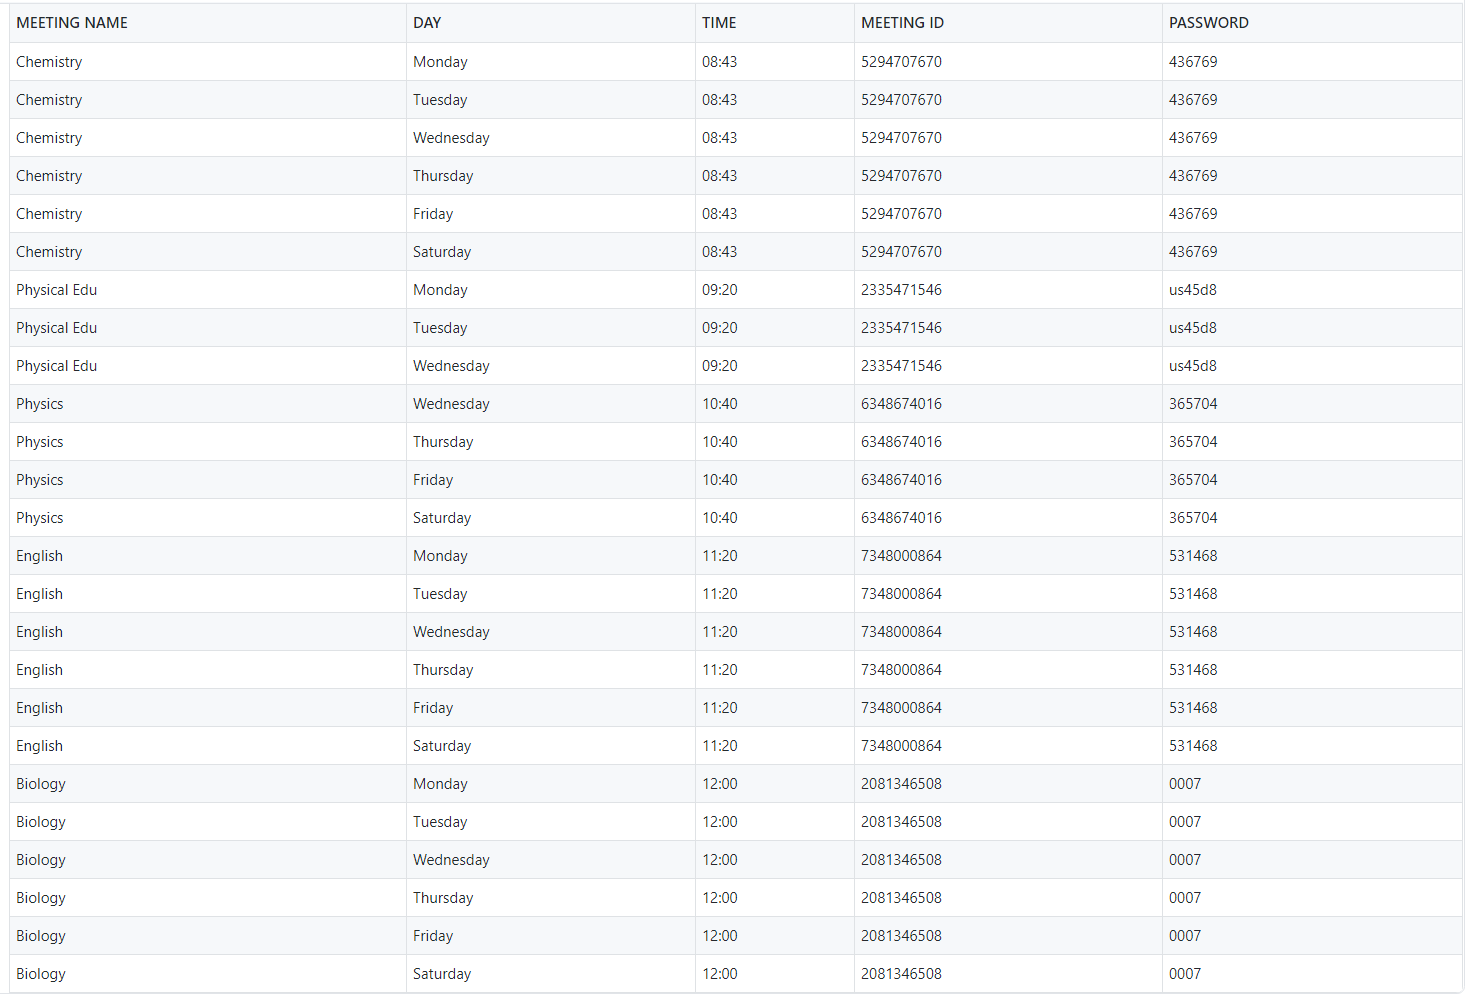 MEETING NAME DAY TIME MEETING ID PASSWORD
Chemistry Monday 08:43 5294707670 436769
Chemistry Tuesday 08:43 5294707670 436769
Chemistry Wednesday 08:43 5294707670 436769
Chemistry Thursday 08:43 5294707670 436769
Chemistry Friday 08:43 5294707670 436769
Chemistry Saturday 08:43 5294707670 436769
Physical Edu Monday 09:20 2335471546 us45d8
Physical Edu Tuesday 09:20 2335471546 us45d8
Physical Edu Wednesday 09:20 2335471546 us45d8
Physics Wednesday 10:40 6348674016 365704
Physics Thursday 10:40 6348674016 365704
Physics Friday 10:40 6348674016 365704
Physics Saturday 10:40 6348674016 365704
English Monday 11:20 7348000864 531468
English Tuesday 11:20 7348000864 531468
English Wednesday 11:20 7348000864 531468
English Thursday 11:20 7348000864 531468
English Friday 11:20 7348000864 531468
English Saturday 11:20 7348000864 531468
Biology Monday 12:00 2081346508 0007
Biology Tuesday 12:00 2081346508 0007
Biology Wednesday 12:00 2081346508 0007
Biology Thursday 12:00 2081346508 0007
Biology Friday 12:00 2081346508 0007
Biology Saturday 12:00 2081346508 0007